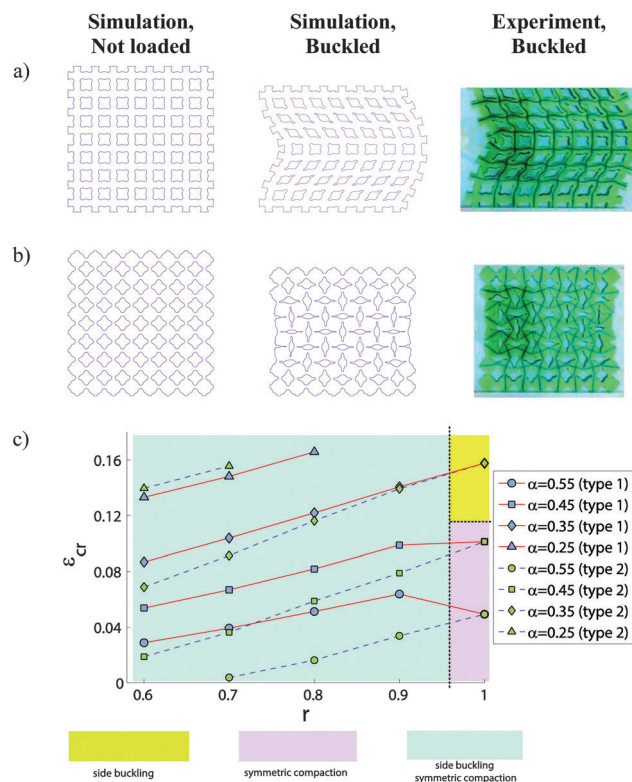 Simulation,
Not loaded
Simulation,
Buckled
Experiment,
Buckled
a)
b)
c)
εcr
0.16
0.12
0.08
0.04
0
0.6
0.7
0.8
0.9
1
r
α=0.55 (type 1)
α=0.45 (type 1)
α=0.35 (type 1)
α=0.25 (type 1)
α=0.55 (type 2)
α=0.45 (type 2)
α=0.35 (type 2)
α=0.25 (type 2)
side buckling
symmetric compaction
side buckling
symmetric compaction